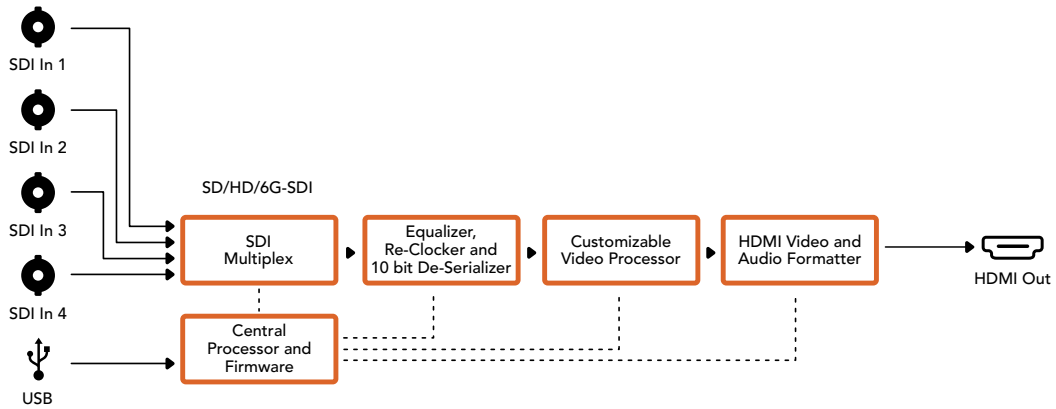 SDI In 1
SDI In 2
SDI In 3
SDI In 4
USB
SD/HD/6G-SDI
SDI
Multiplex
Equalizer,
Re-Clocker and
10 bit De-Serializer
Customizable
Video Processor
HDMI Video and
Audio Formatter
HDMI Out
Central
Processor and
Firmware